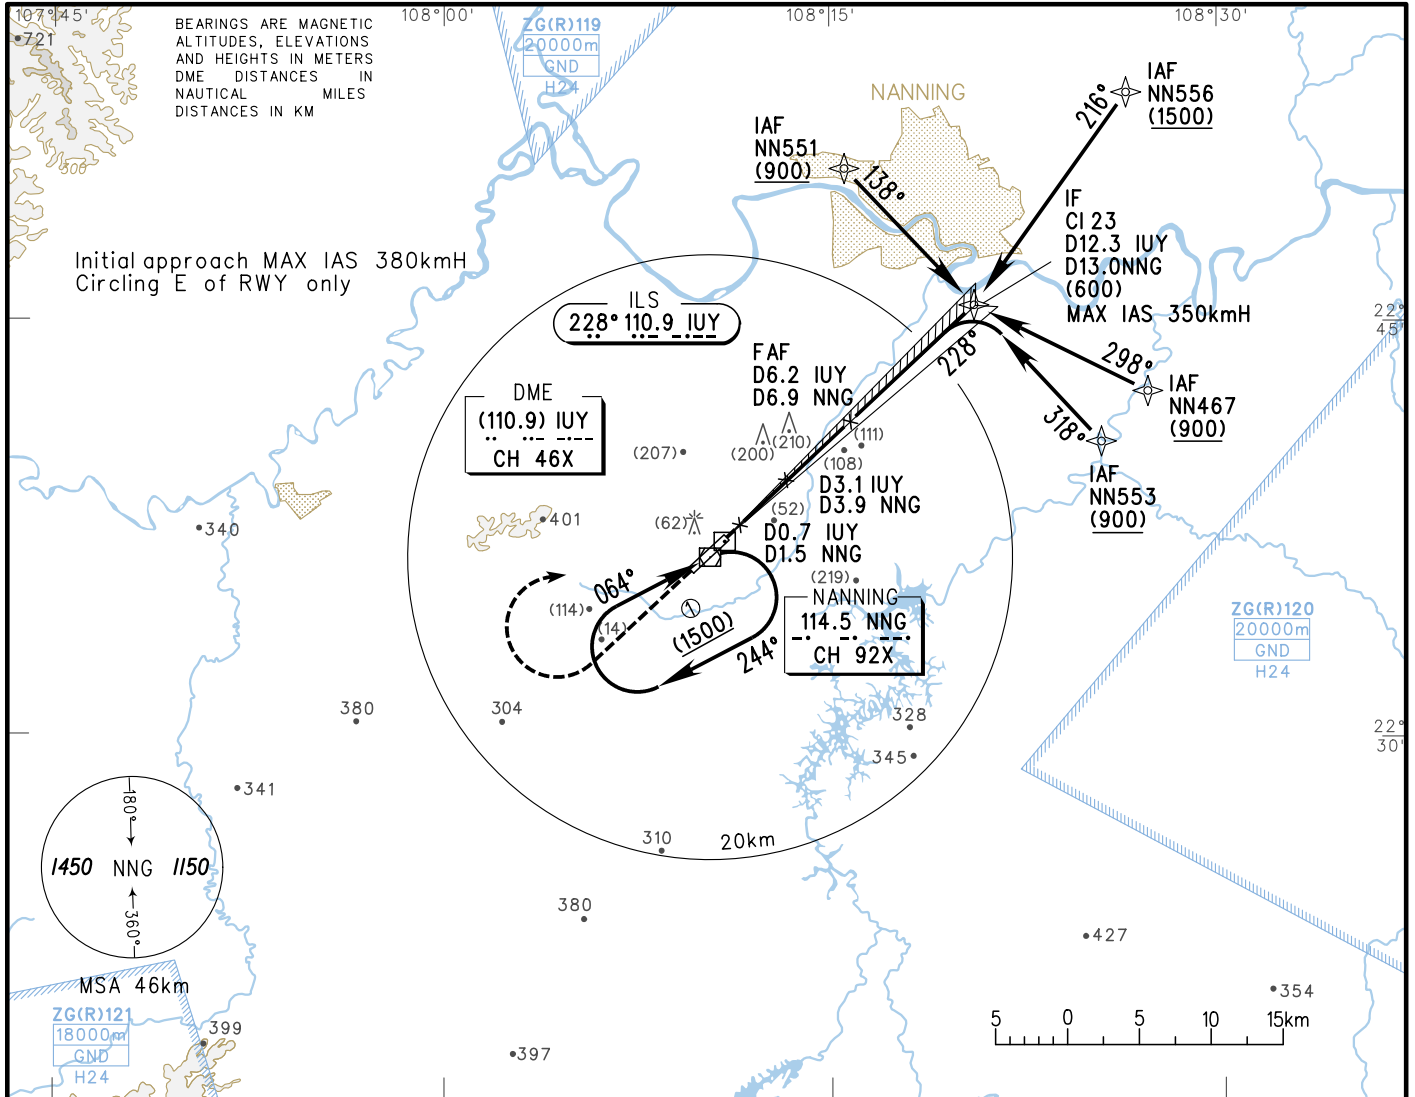 107°45'
108°00'
108°15'
108°30'
BEARINGS ARE MAGNETIC
ALTITUDES, ELEVATIONS
AND HEIGHTS IN METERS
DME DISTANCES IN
NAUTICAL MILES
DISTANCES IN KM
721
300
ZG(R)119
20000m
GND
H24
NANNING
IAF
NN551
(900)
138°
IAF
NN556
(1500)
216°
IF
CI 23
D12.3 IUY
D13.0NNG
(600)
MAX IAS 350kmH
Initial approach MAX IAS 380kmH
Circling E of RWY only
ILS
228° 110.9 IUY
22°
45'
228°
298°
IAF
NN467
(900)
318°
IAF
NN553
(900)
FAF
D6.2 IUY
D6.9 NNG
DME
(110.9) IUY
CH 46X
(207)
(200)
(210)
(111)
(108)
D3.1 IUY
D3.9 NNG
(52)
(62)
D0.7 IUY
D1.5 NNG
340
401
(219)
064°
(114)
(14)
1
(1500)
244°
NANNING
114.5 NNG
CH 92X
ZG(R)120
20000m
GND
H24
380
304
328
345
22°
30'
341
310
20km
180°
1450 NNG 1150
360°
MSA 46km
380
427
354
ZG(R)121
18000m
GND
H24
399
397
5 0 5 10 15km